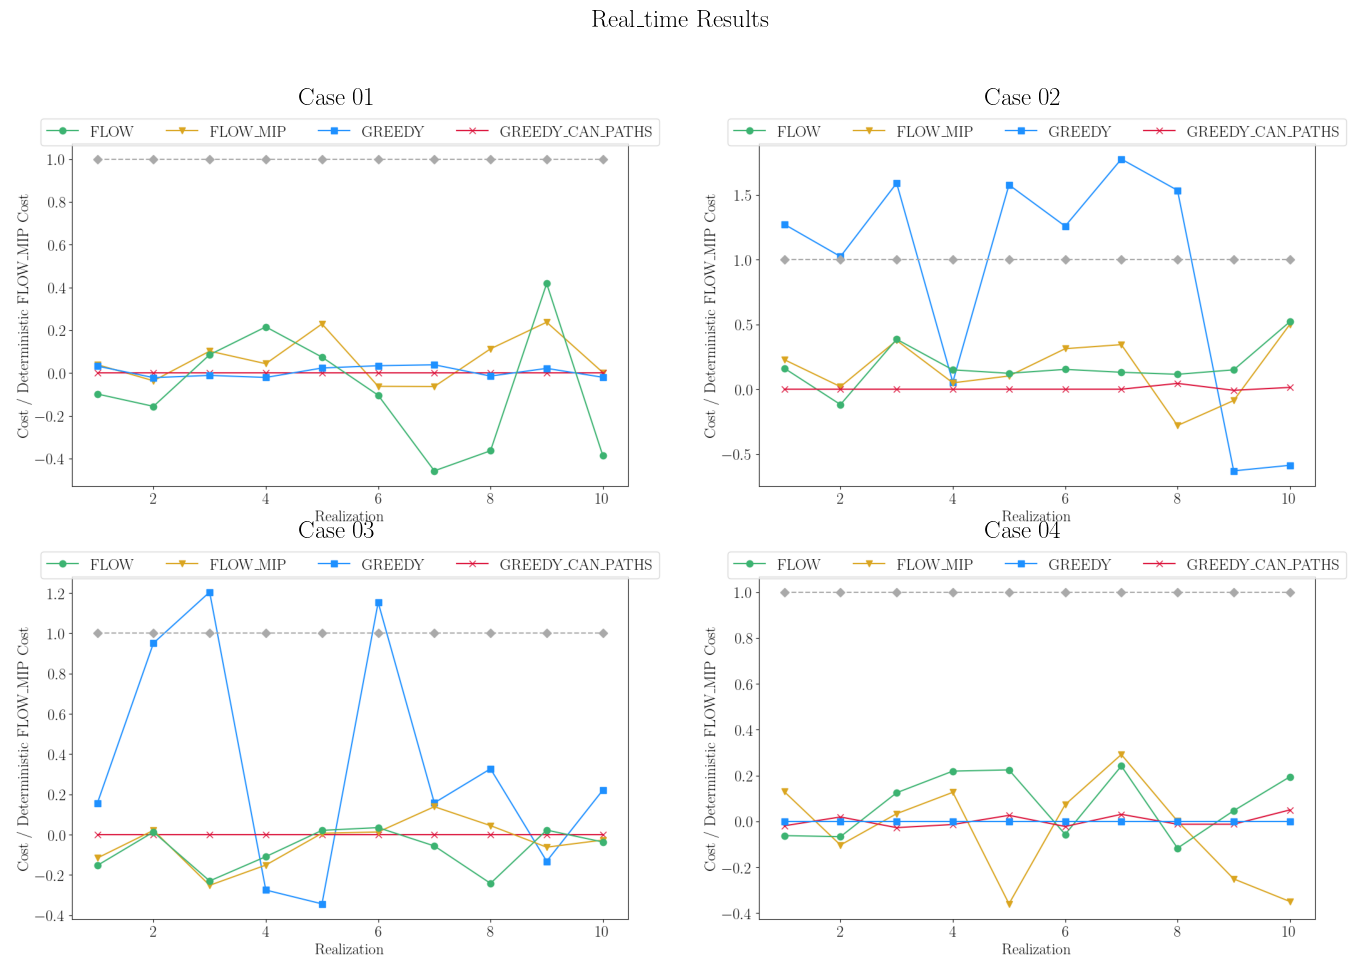 Real_time Results
Case 01
FLOW FLOW_MIP GREEDY GREEDY_CAN_PATHS
Cost / Deterministic FLOW_MIP Cost
1.0
0.8
0.6
0.4
0.2
0.0
−0.2
−0.4
2 4 6 8 10
Realization
Case 02
FLOW FLOW_MIP GREEDY GREEDY_CAN_PATHS
Cost / Deterministic FLOW_MIP Cost
1.5
1.0
0.5
0.0
−0.5
2 4 6 8 10
Realization
Case 03
FLOW FLOW_MIP GREEDY GREEDY_CAN_PATHS
Cost / Deterministic FLOW_MIP Cost
1.2
1.0
0.8
0.6
0.4
0.2
0.0
−0.2
−0.4
2 4 6 8 10
Realization
Case 04
FLOW FLOW_MIP GREEDY GREEDY_CAN_PATHS
Cost / Deterministic FLOW_MIP Cost
1.0
0.8
0.6
0.4
0.2
0.0
−0.2
−0.4
2 4 6 8 10
Realization